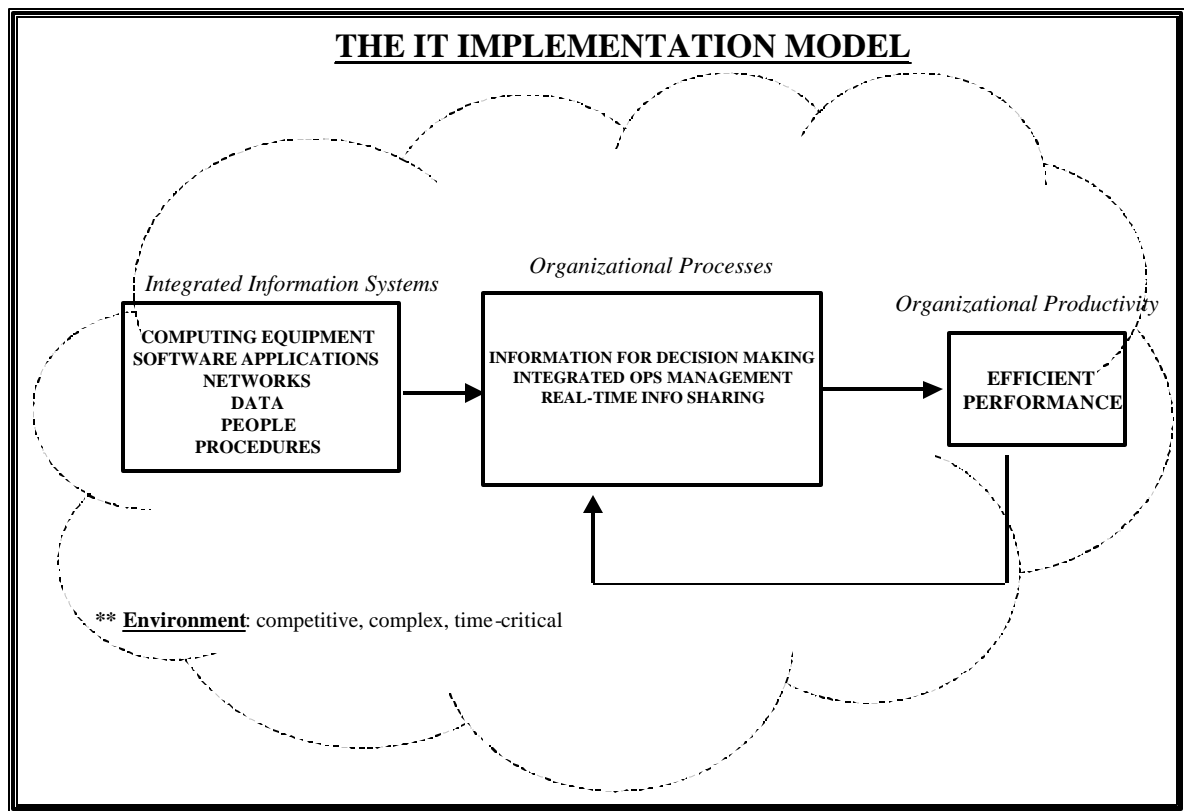 THE IT IMPLEMENTATION MODEL
Integrated Information Systems
COMPUTING EQUIPMENT
SOFTWARE APPLICATIONS
NETWORKS
DATA
PEOPLE
PROCEDURES
Organizational Processes
INFORMATION FOR DECISION MAKING
INTEGRATED OPS MANAGEMENT
REAL-TIME INFO SHARING
Organizational Productivity
EFFICIENT
PERFORMANCE
** Environment: competitive, complex, time-critical